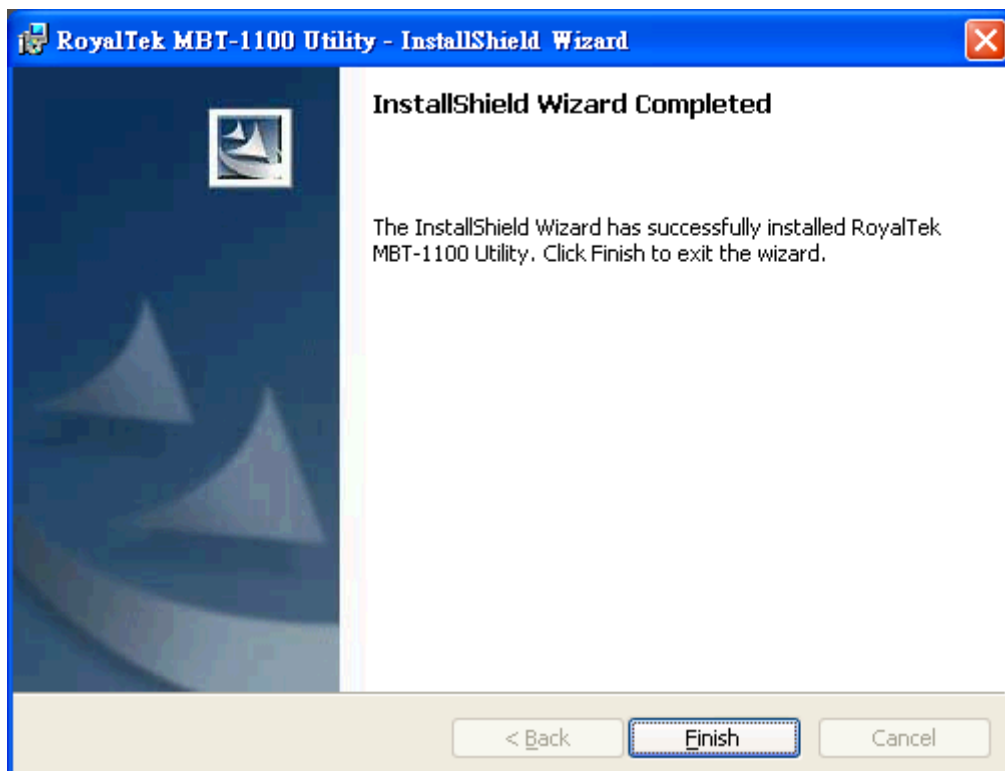 RoyalTek MBT-1100 Utility - InstallShield Wizard
InstallShield Wizard Completed
The InstallShield Wizard has successfully installed RoyalTek
MBT-1100 Utility. Click Finish to exit the wizard.
< Back
Finish
Cancel